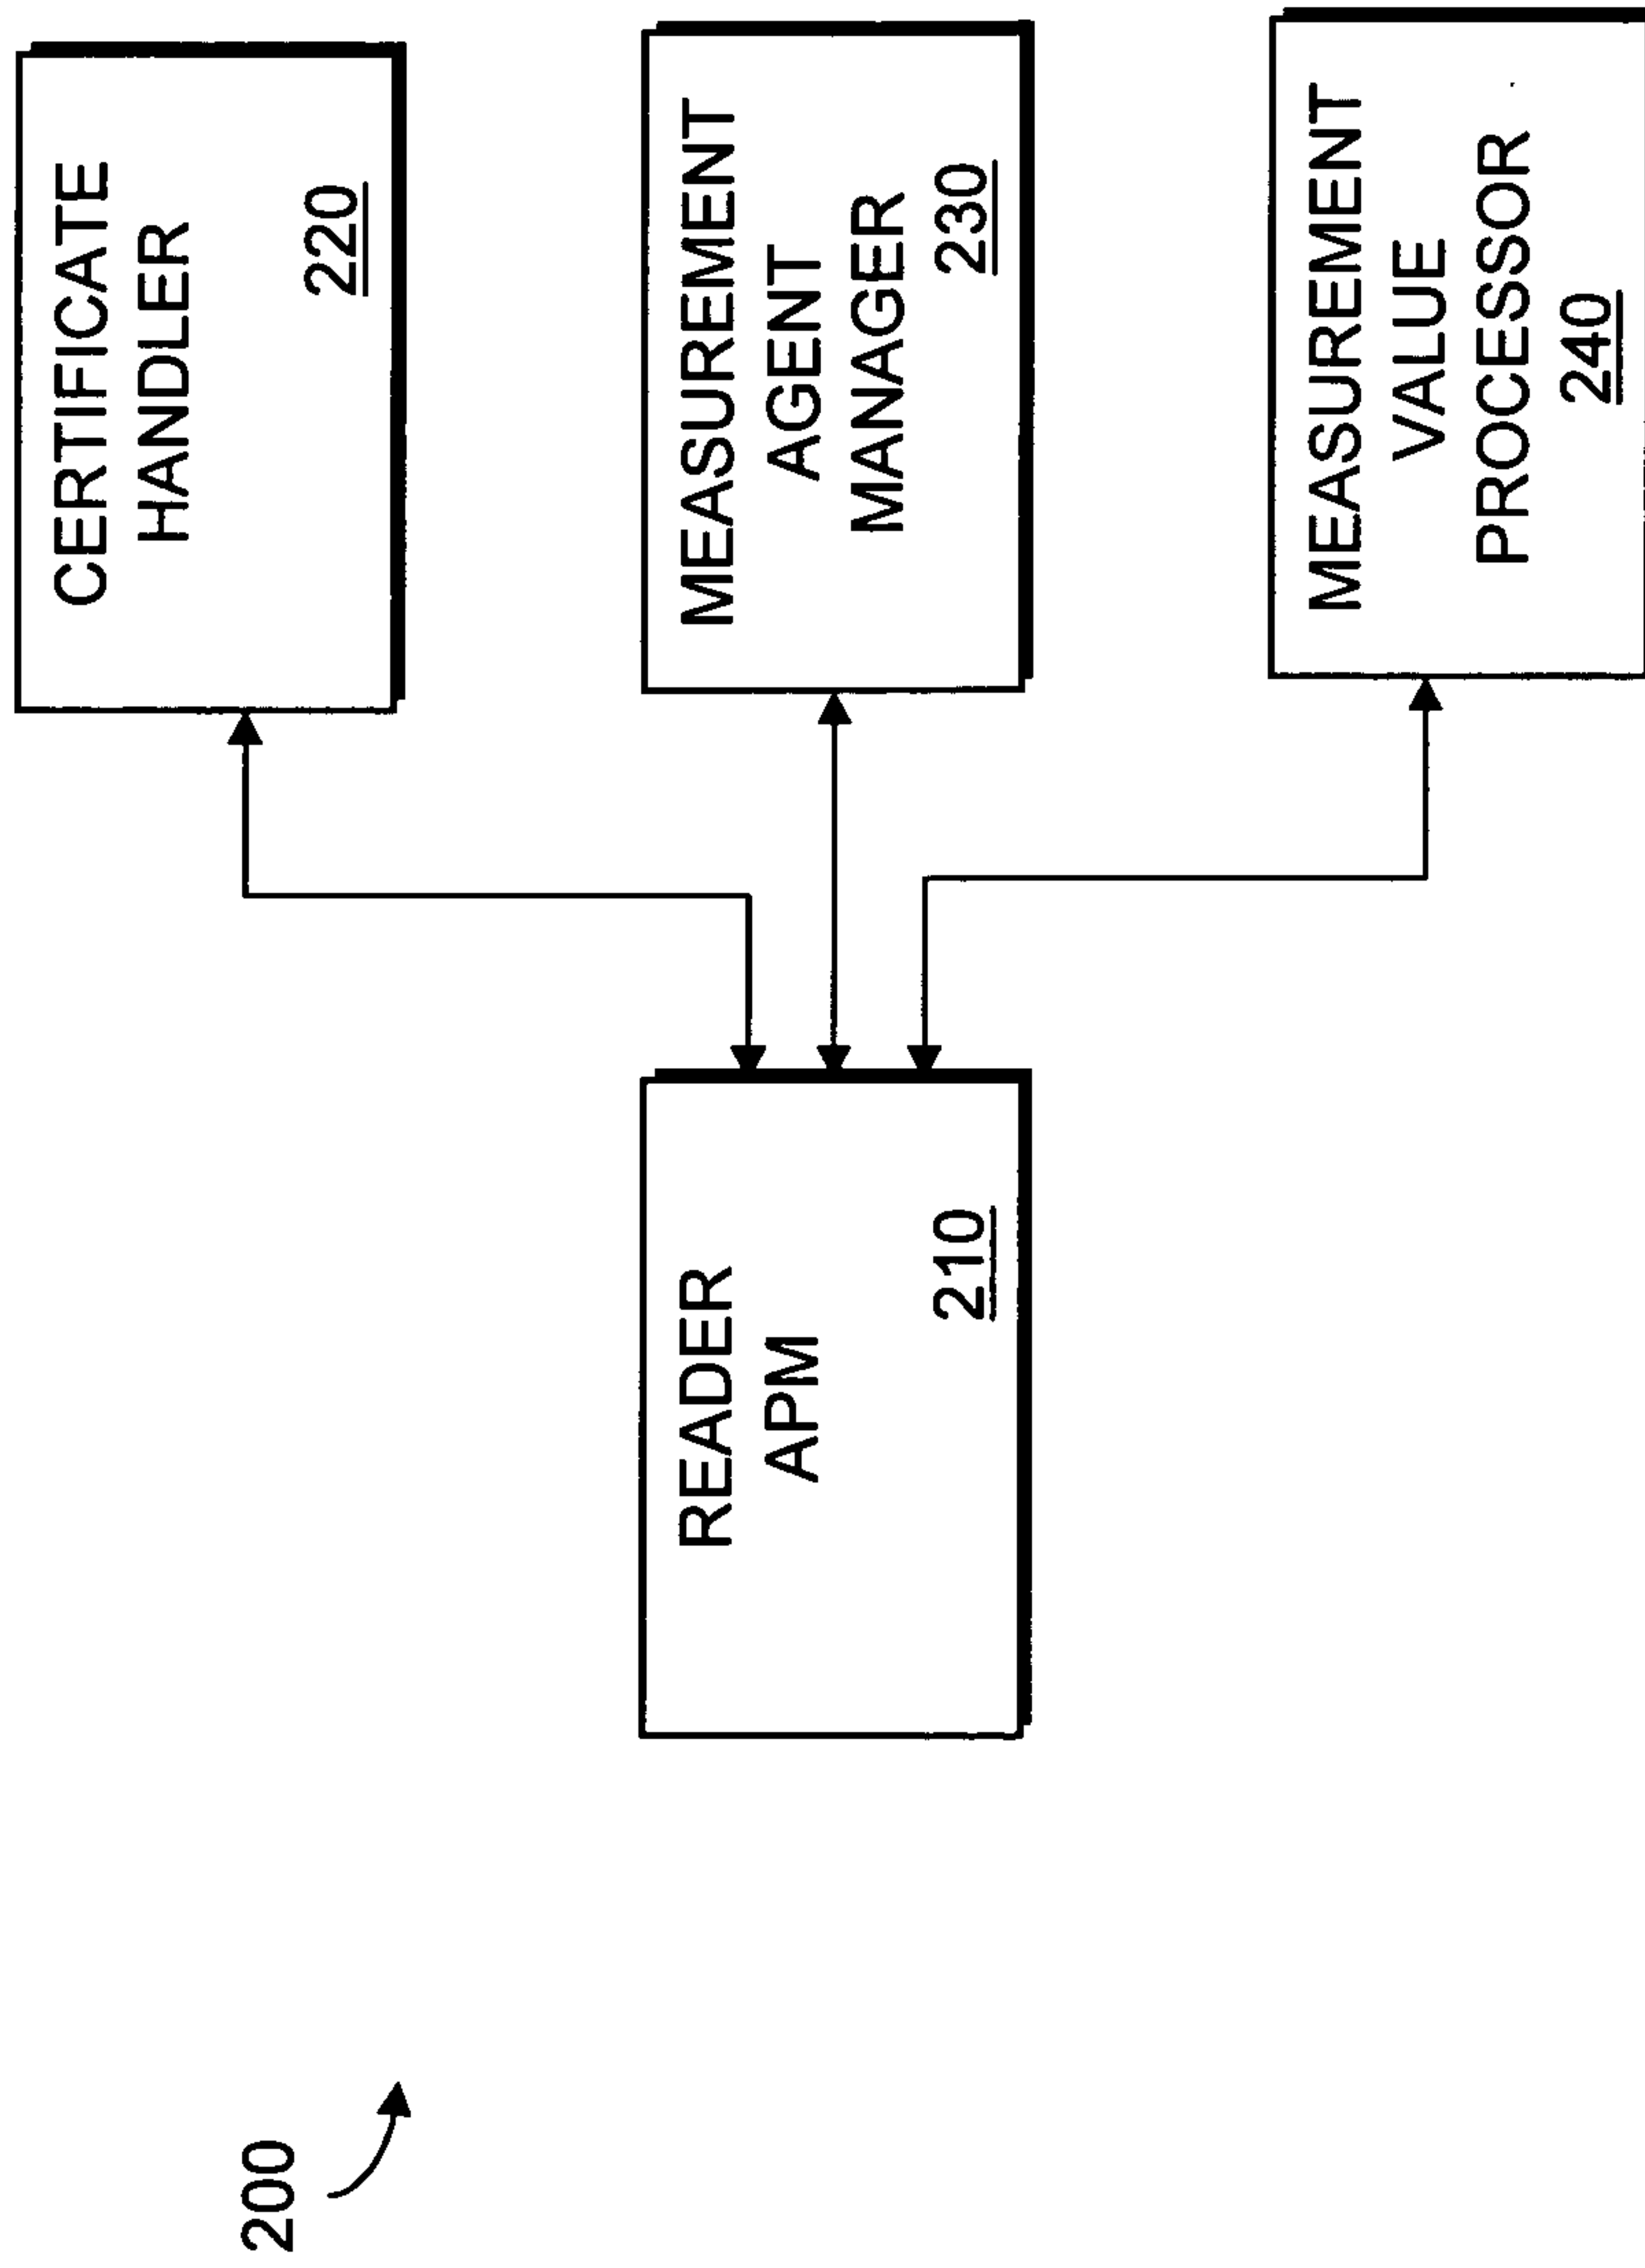 200
READER
APM
210
CERTIFICATE
HANDLER
220
MEASUREMENT
AGENT
MANAGER
230
MEASUREMENT
VALUE
PROCESSOR
240